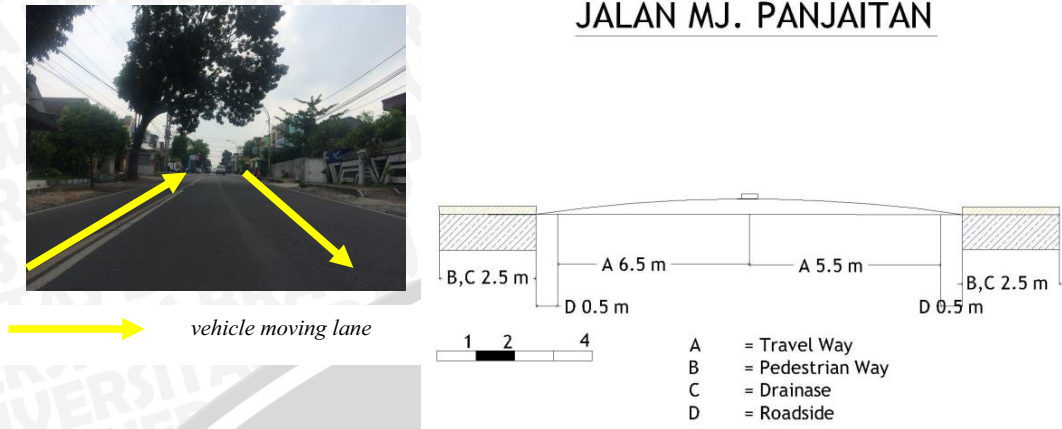 JALAN MJ. PANJAITAN
vehicle moving lane
A 6.5 m
A 5.5 m
B,C 2.5 m
B,C 2.5 m
D 0.5 m
D 0.5 m
1 2 4
A = Travel Way
B = Pedestrian Way
C = Drainase
D = Roadside